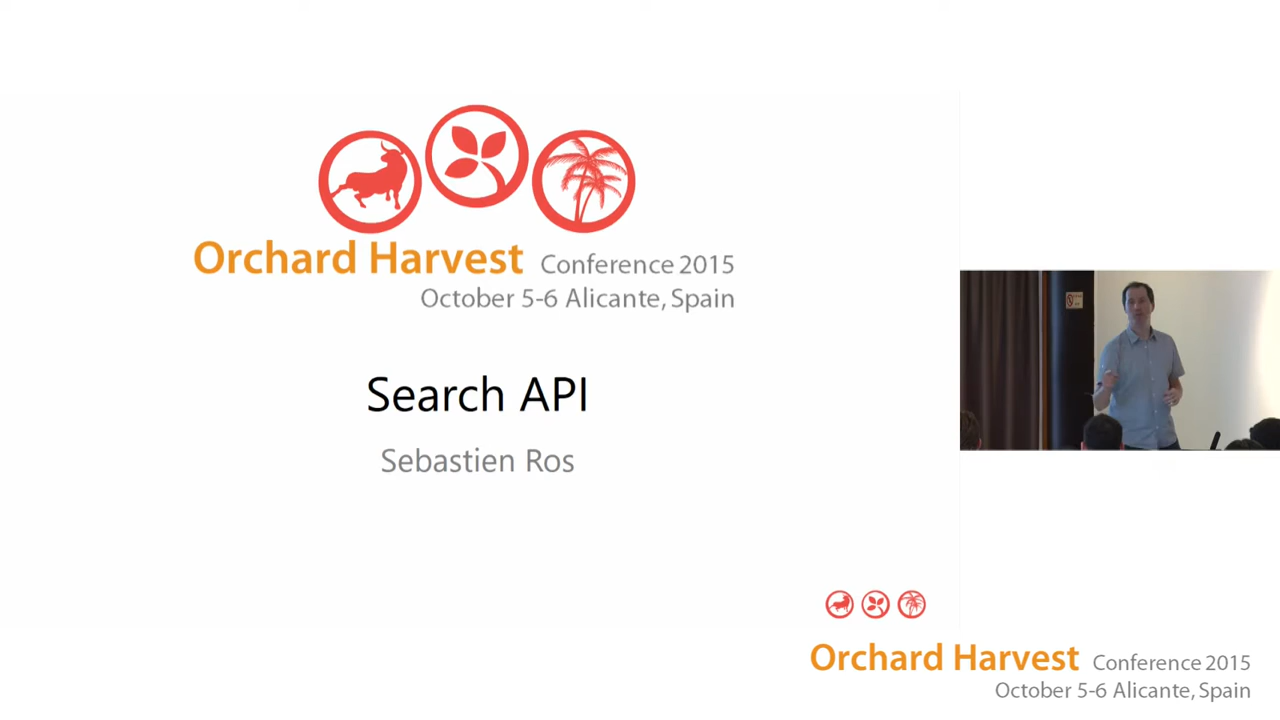 Orchard Harvest Conference 2015
October 5-6 Alicante, Spain
Search API
Sebastien Ros
Orchard Harvest Conference 2015
October 5-6 Alicante, Spain